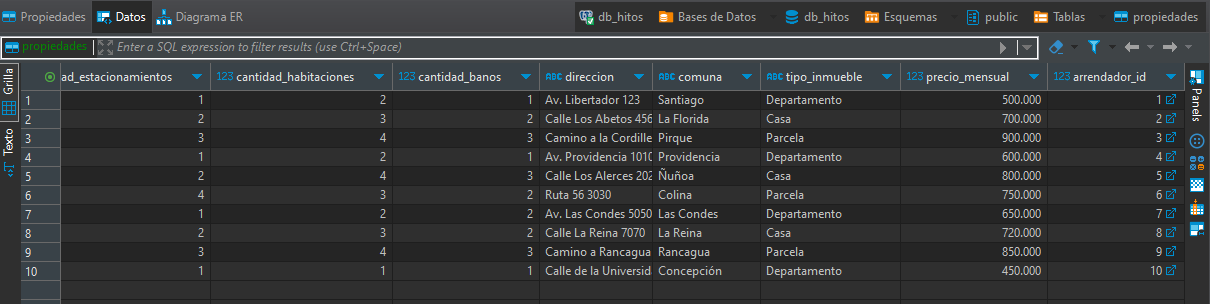 Propiedades Datos Diagrama ER db_hitos Bases de Datos db_hitos Esquemas public Tablas propiedades
propiedades Enter a SQL expression to filter results (use Ctrl+Space)
Grilla Texto
ad_estacionamientos 123 cantidad_habitaciones 123 cantidad_banos ABC direccion ABC comuna ABC tipo_inmueble 123 precio_mensual 123 arrendador_id
1 1 2 1 Av. Libertador 123 Santiago Departamento 500.000 1
2 2 3 2 Calle Los Abetos 456 La Florida Casa 700.000 2
3 3 4 3 Camino a la Cordille Pirque Parcela 900.000 3
4 1 2 1 Av. Providencia 1010 Providencia Departamento 600.000 4
5 2 4 3 Calle Los Alerces 202 Ñuñoa Casa 800.000 5
6 4 3 2 Ruta 56 3030 Colina Parcela 750.000 6
7 1 2 2 Av. Las Condes 5050 Las Condes Departamento 650.000 7
8 2 3 2 Calle La Reina 7070 La Reina Casa 720.000 8
9 3 4 3 Camino a Rancagua Rancagua Parcela 850.000 9
10 1 1 1 Calle de la Universida Concepción Departamento 450.000 10
Panels